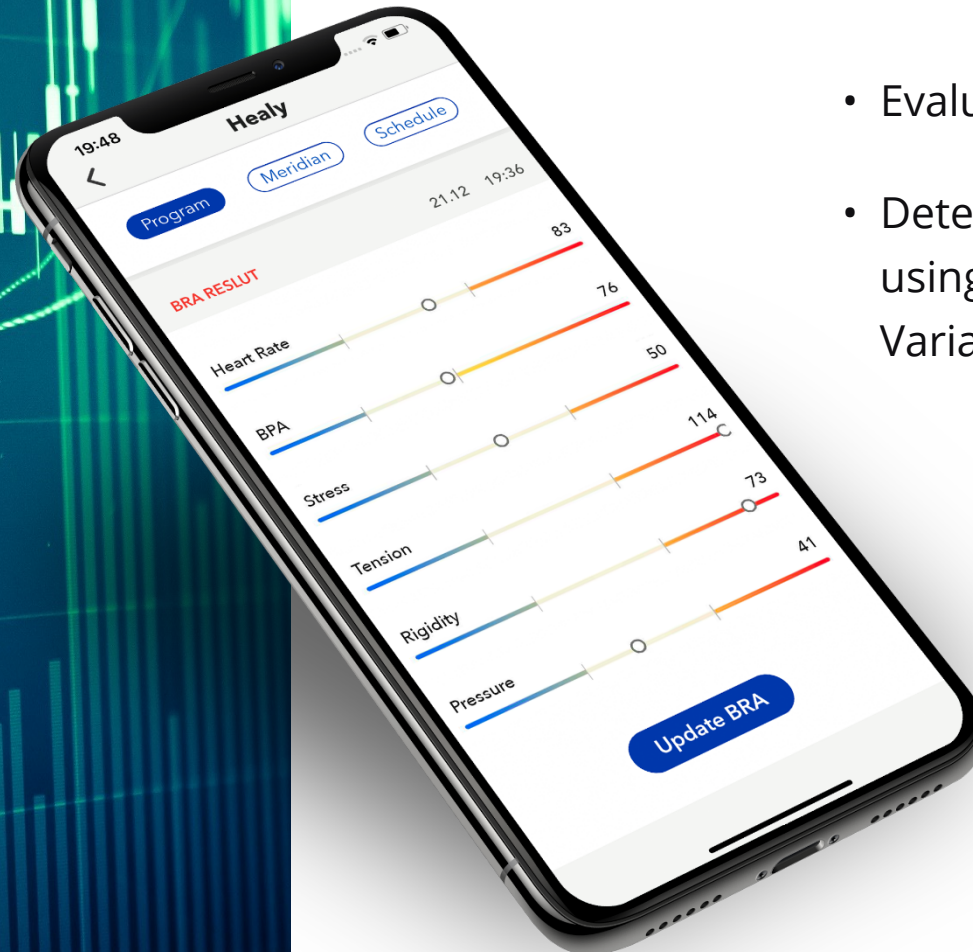 19:48
Healy
Program
Meridian
Schedule
21.12 19:36
BRA RESLUT
Heart Rate
83
BPA
76
Stress
50
Tension
114
Rigidity
73
Pressure
41
Update BRA
• Evalu
• Dete
using
Varia